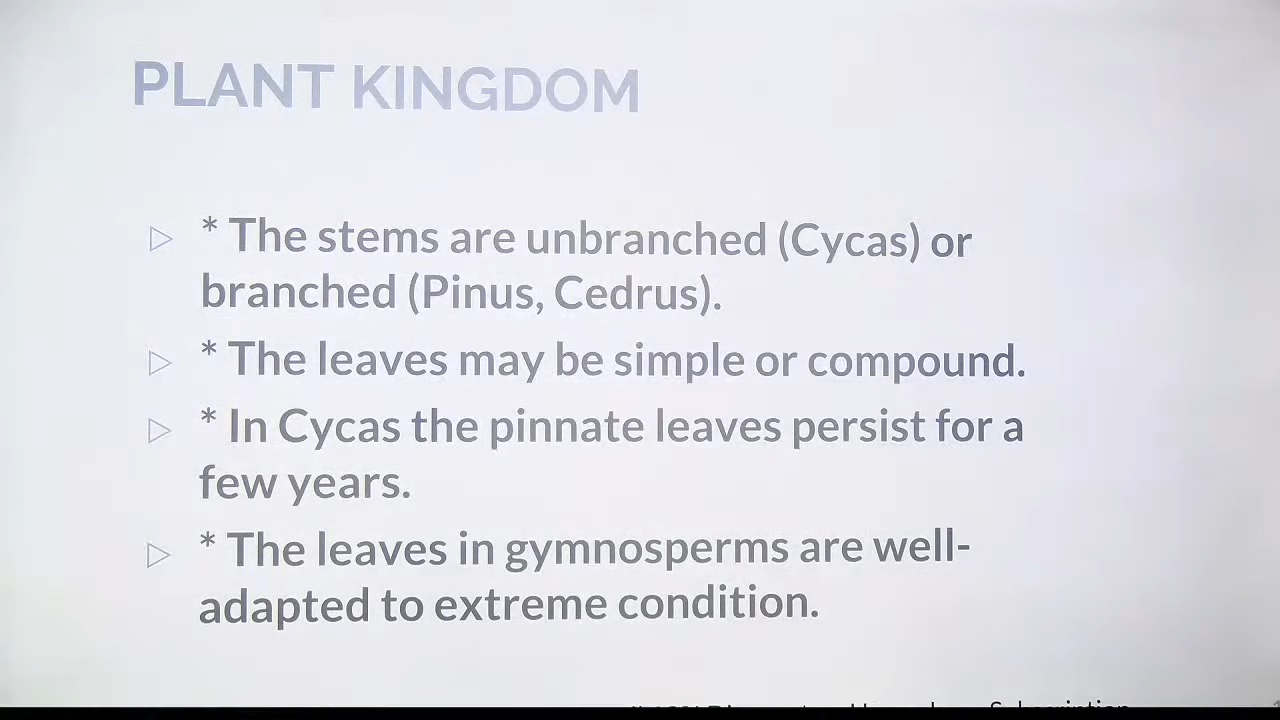 PLANT KINGDOM
* The stems are unbranched (Cycas) or
branched (Pinus, Cedrus).
* The leaves may be simple or compound.
* In Cycas the pinnate leaves persist for a
few years.
* The leaves in gymnosperms are well-
adapted to extreme condition.